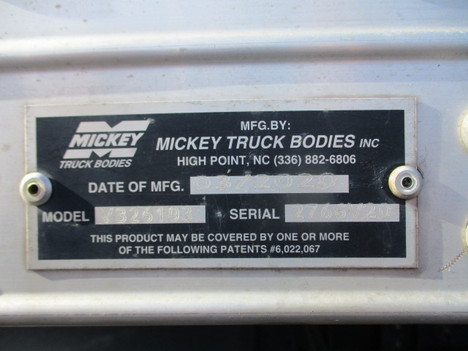 MICKEY
TRUCK BODIES
MFG.BY:
MICKEY TRUCK BODIES INC
HIGH POINT, NC (336) 882-6806
DATE OF MFG.
MODEL SERIAL
THIS PRODUCT MAY BE COVERED BY ONE OR MORE
OF THE FOLLOWING PATENTS #6,022,067